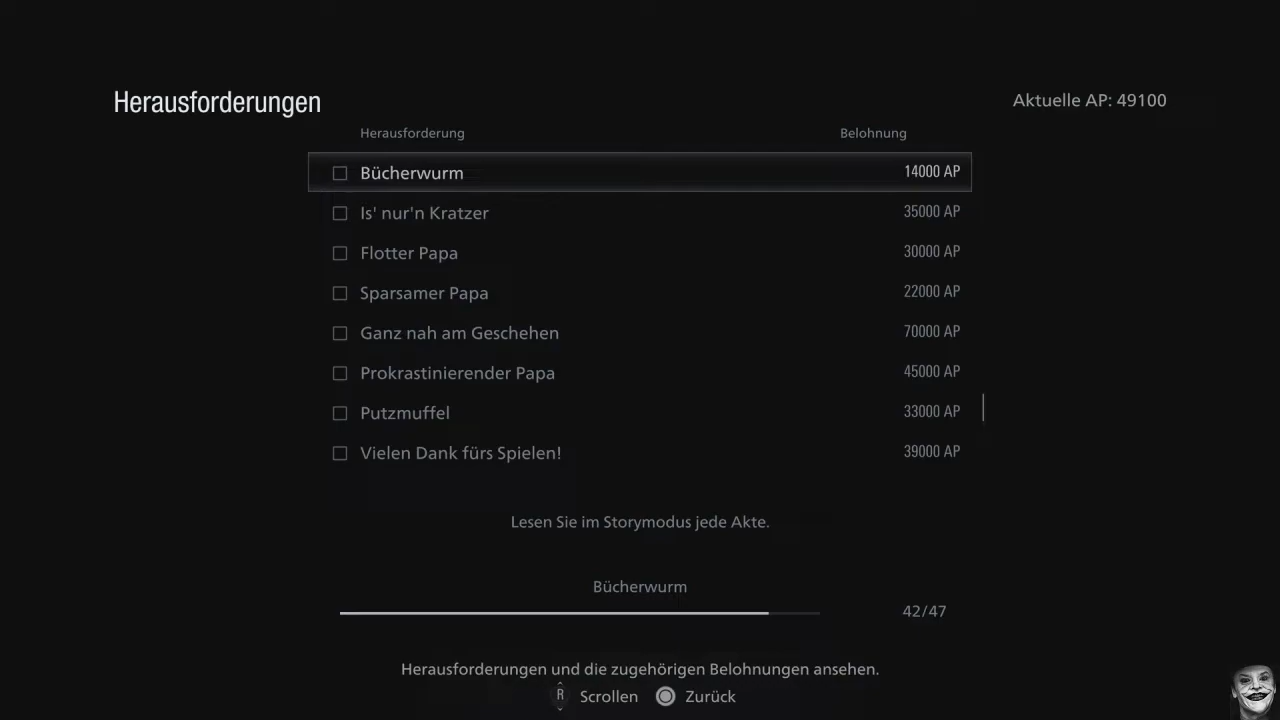 Herausforderungen
Aktuelle AP: 49100
Herausforderung Belohnung
Bücherwurm 14000 AP
Is' nur'n Kratzer 35000 AP
Flotter Papa 30000 AP
Sparsamer Papa 22000 AP
Ganz nah am Geschehen 70000 AP
Prokrastinierender Papa 45000 AP
Putzmuffel 33000 AP
Vielen Dank fürs Spielen! 39000 AP
Lesen Sie im Storymodus jede Akte.
Bücherwurm
42/47
Herausforderungen und die zugehörigen Belohnungen ansehen.
R Scrollen Zurück